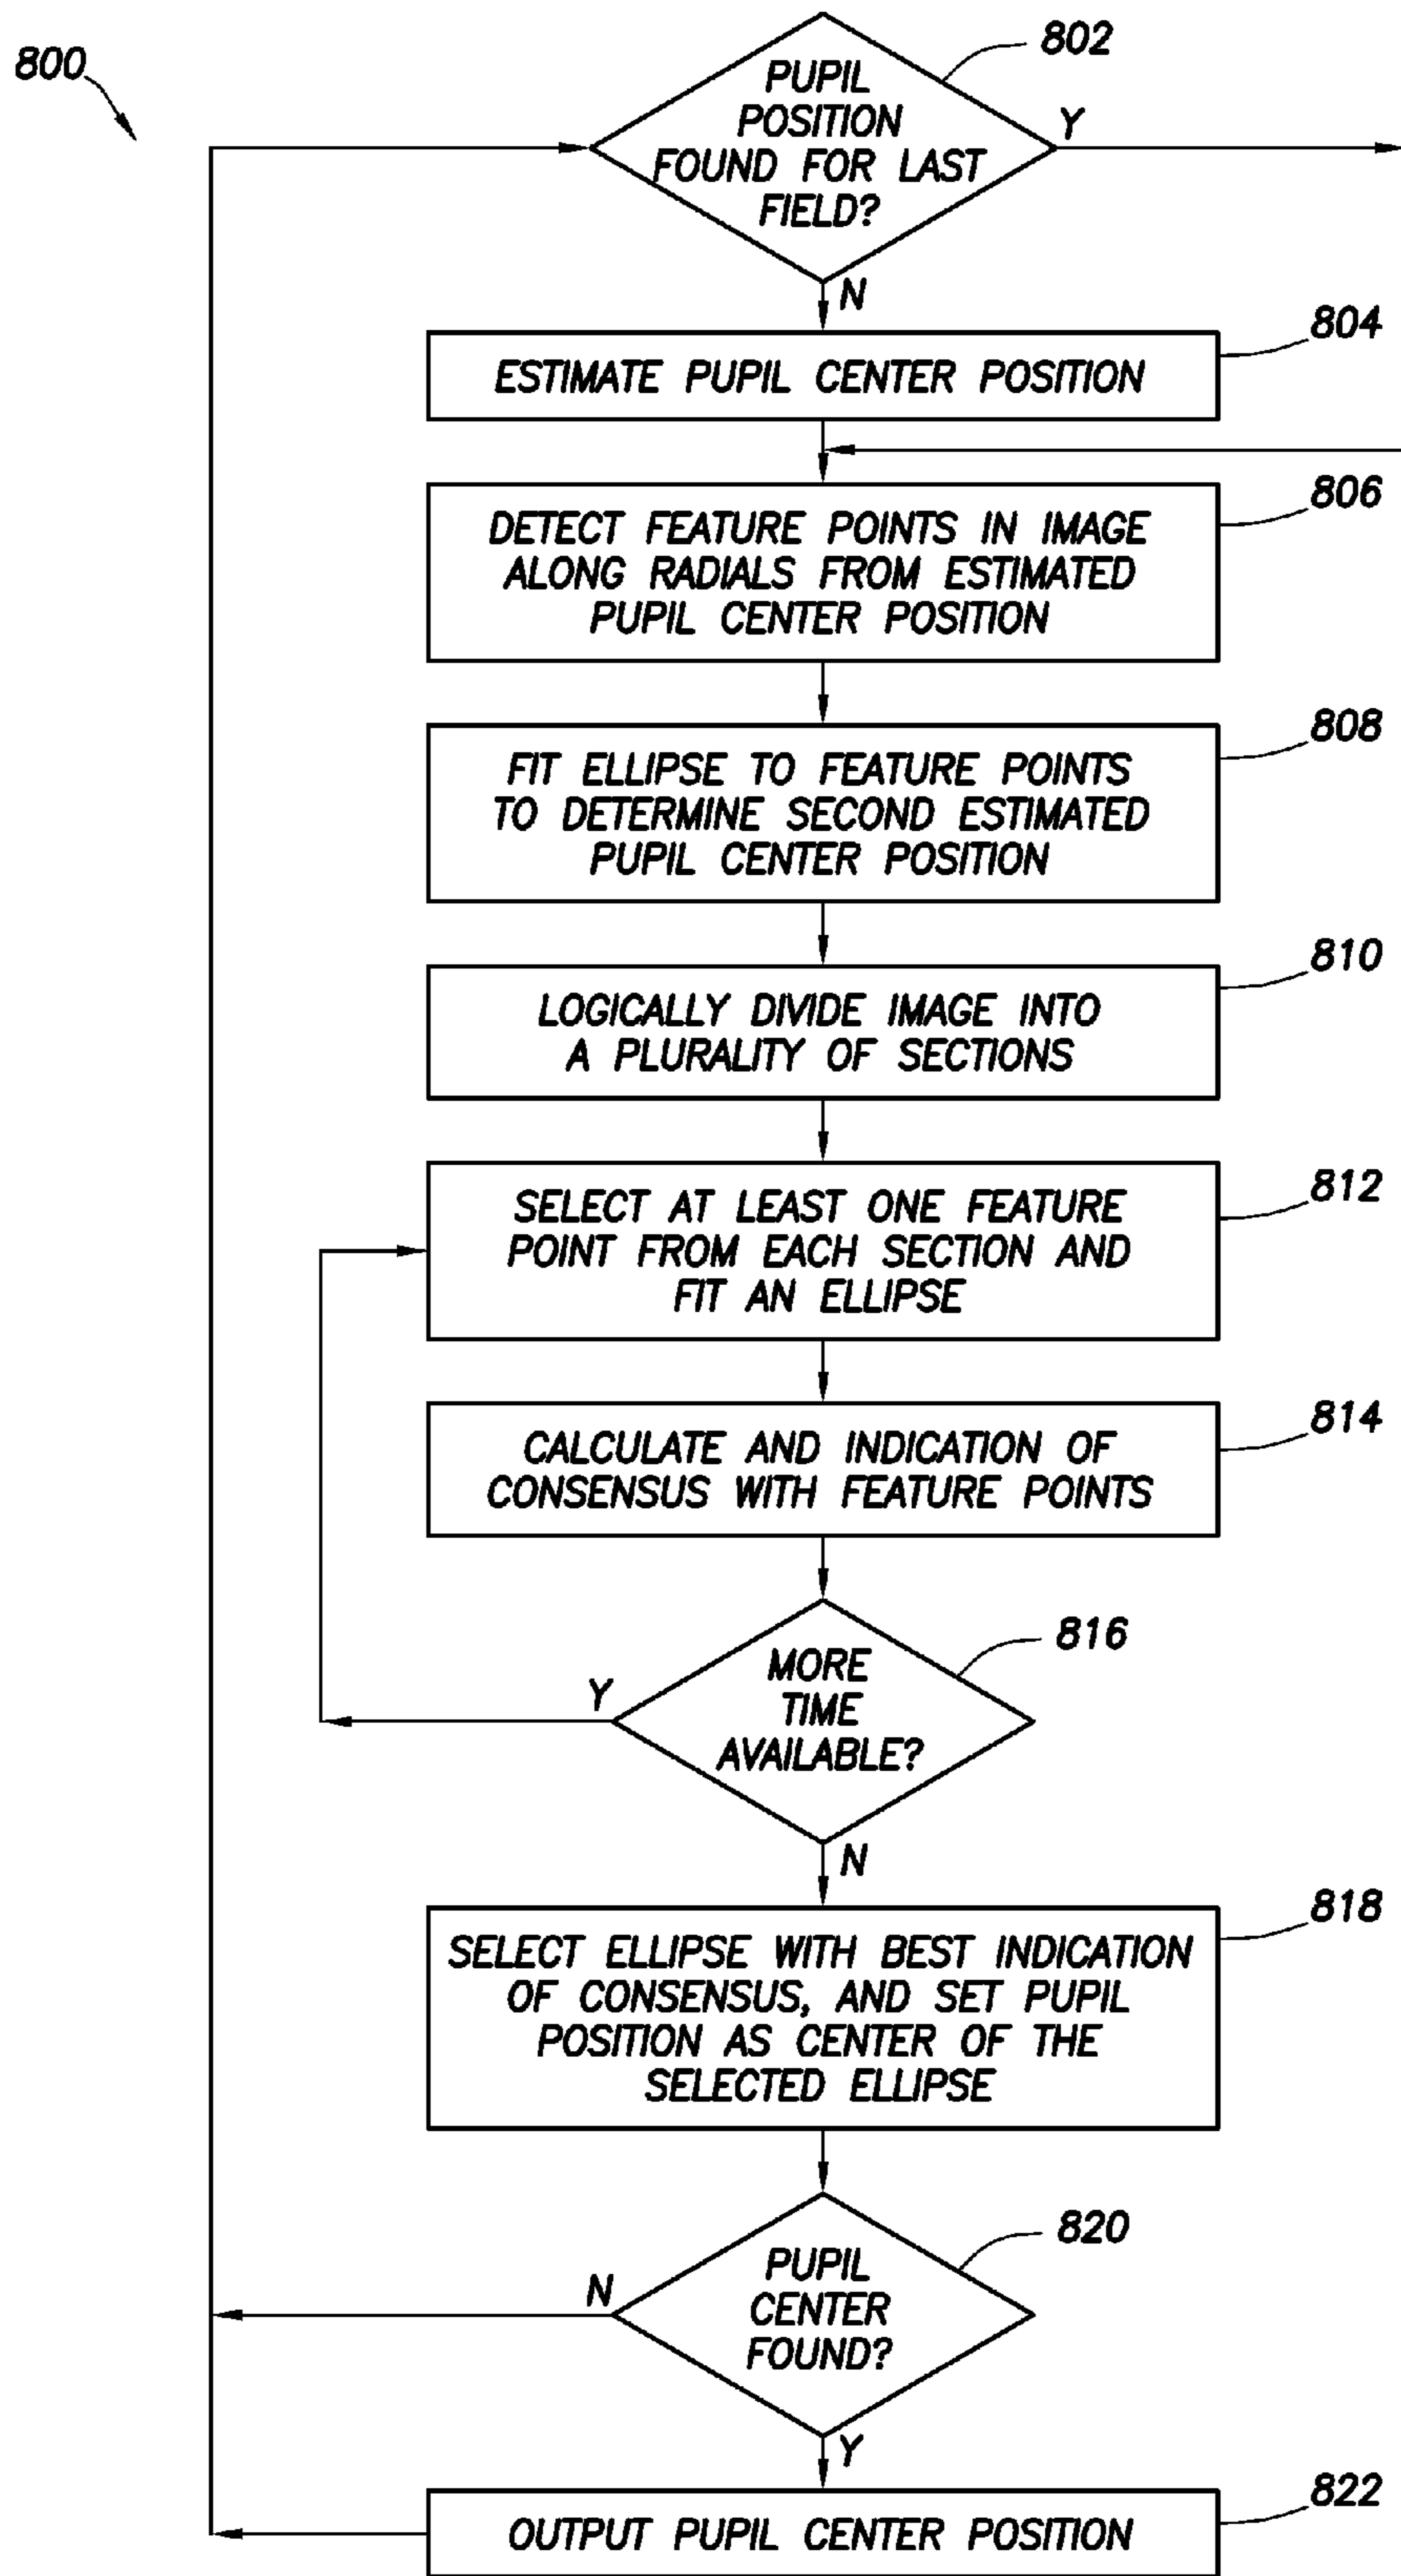 800
802
PUPIL
POSITION
FOUND FOR LAST
FIELD?
Y
N
804
ESTIMATE PUPIL CENTER POSITION
806
DETECT FEATURE POINTS IN IMAGE
ALONG RADIALS FROM ESTIMATED
PUPIL CENTER POSITION
808
FIT ELLIPSE TO FEATURE POINTS
TO DETERMINE SECOND ESTIMATED
PUPIL CENTER POSITION
810
LOGICALLY DIVIDE IMAGE INTO
A PLURALITY OF SECTIONS
812
SELECT AT LEAST ONE FEATURE
POINT FROM EACH SECTION AND
FIT AN ELLIPSE
814
CALCULATE AND INDICATION OF
CONSENSUS WITH FEATURE POINTS
816
MORE
TIME
AVAILABLE?
Y
N
818
SELECT ELLIPSE WITH BEST INDICATION
OF CONSENSUS, AND SET PUPIL
POSITION AS CENTER OF THE
SELECTED ELLIPSE
820
PUPIL
CENTER
FOUND?
N
Y
822
OUTPUT PUPIL CENTER POSITION